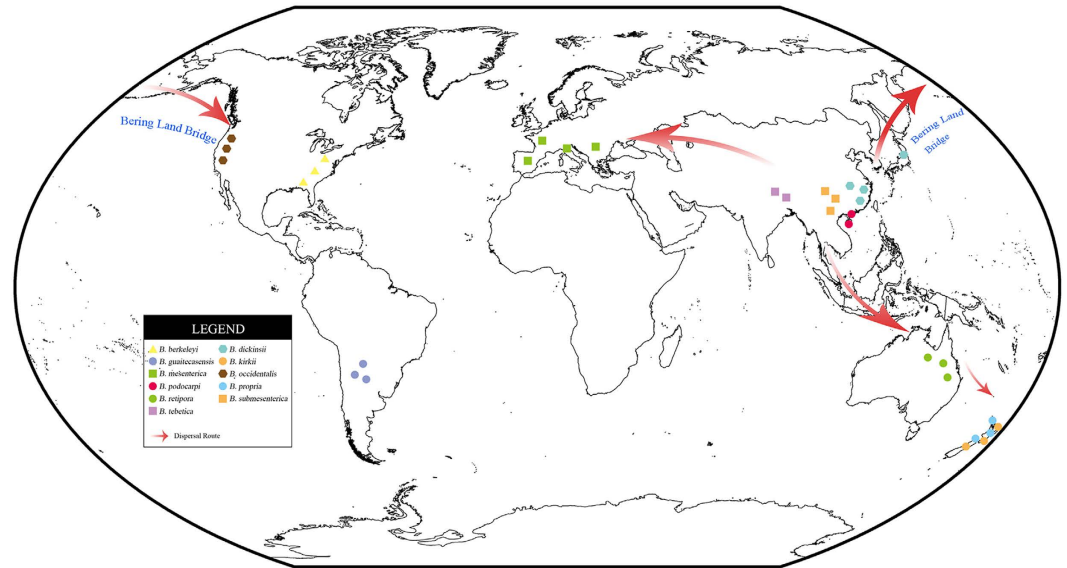 Bering Land Bridge
Bering Land
Bridge
LEGEND
B. berkeleyi
B. guaitecasensis
B. mesenterica
B. podocarpi
B. retipora
B. tebetica
B. dickinsii
B. kirkii
B. occidentalis
B. propria
B. submesenterica
Dispersal Route